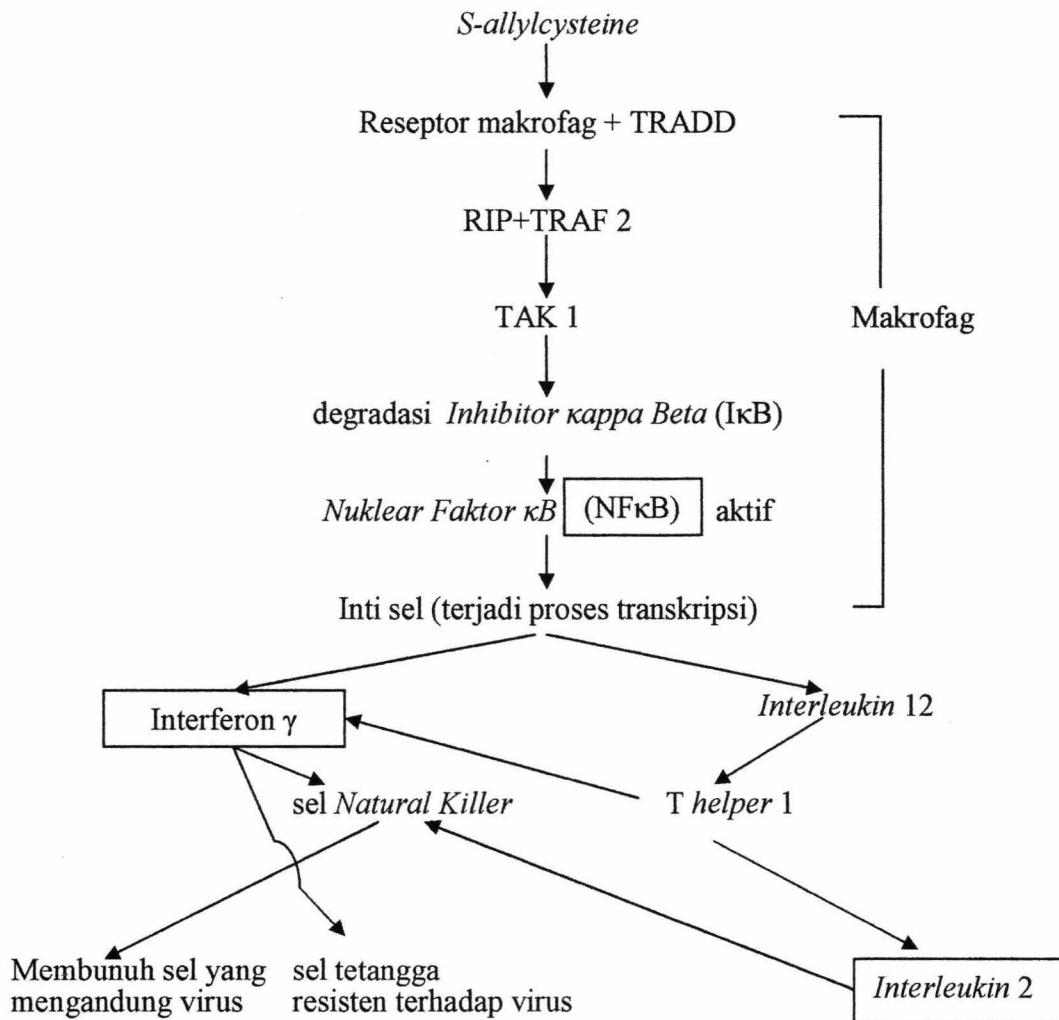 S-allylcysteine
Reseptor makrofag + TRADD
RIP+TRAF 2
TAK 1
Makrofag
degradasi Inhibitor κappa Beta (IκB)
Nuklear Faktor κB (NFκB) aktif
Inti sel (terjadi proses transkripsi)
Interferon γ
Interleukin 12
sel Natural Killer
T helper 1
Membunuh sel yang
mengandung virus
sel tetangga
resisten terhadap virus
Interleukin 2